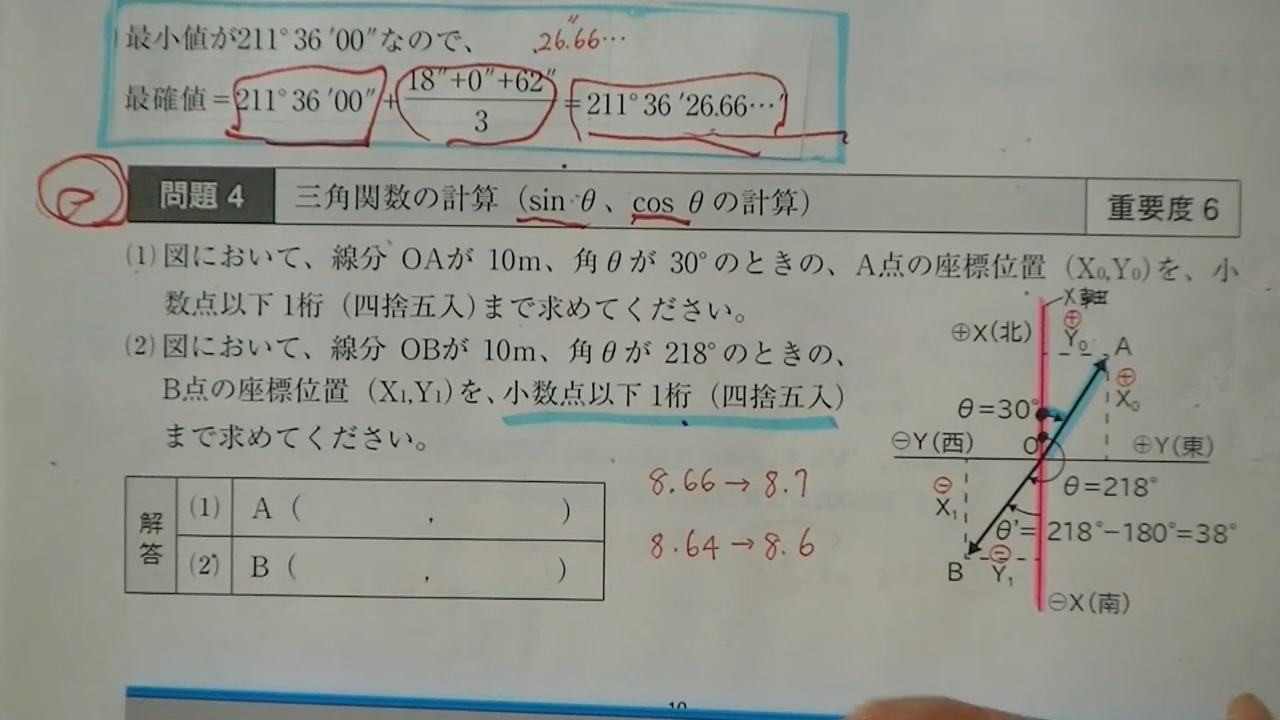 最小値が211°36′00″なので、 26.66″…
最確値＝211°36′00″＋(18″+0″+62″)/3＝211°36′26.66…″
問題4 三角関数の計算（sin θ、cos θの計算） 重要度6
(1) 図において、線分 OAが 10m、角θが 30°のときの、A点の座標位置（X₀,Y₀)を、小
数点以下 1桁（四捨五入)まで求めてください。
(2) 図において、線分 OBが 10m、角θが 218°のときの、
B点の座標位置（X₁,Y₁)を、小数点以下 1桁（四捨五入）
まで求めてください。
解答
(1) A（ , ）
(2) B（ , ）
8.66→8.7
8.64→8.6
X軸
⊕X(北)
⊕
Y₀
A
⊕
X₀
θ=30°
⊖Y(西)
O
⊕Y(東)
⊖
X₁
θ=218°
θ'=218°−180°=38°
B
⊖
Y₁
⊖X(南)